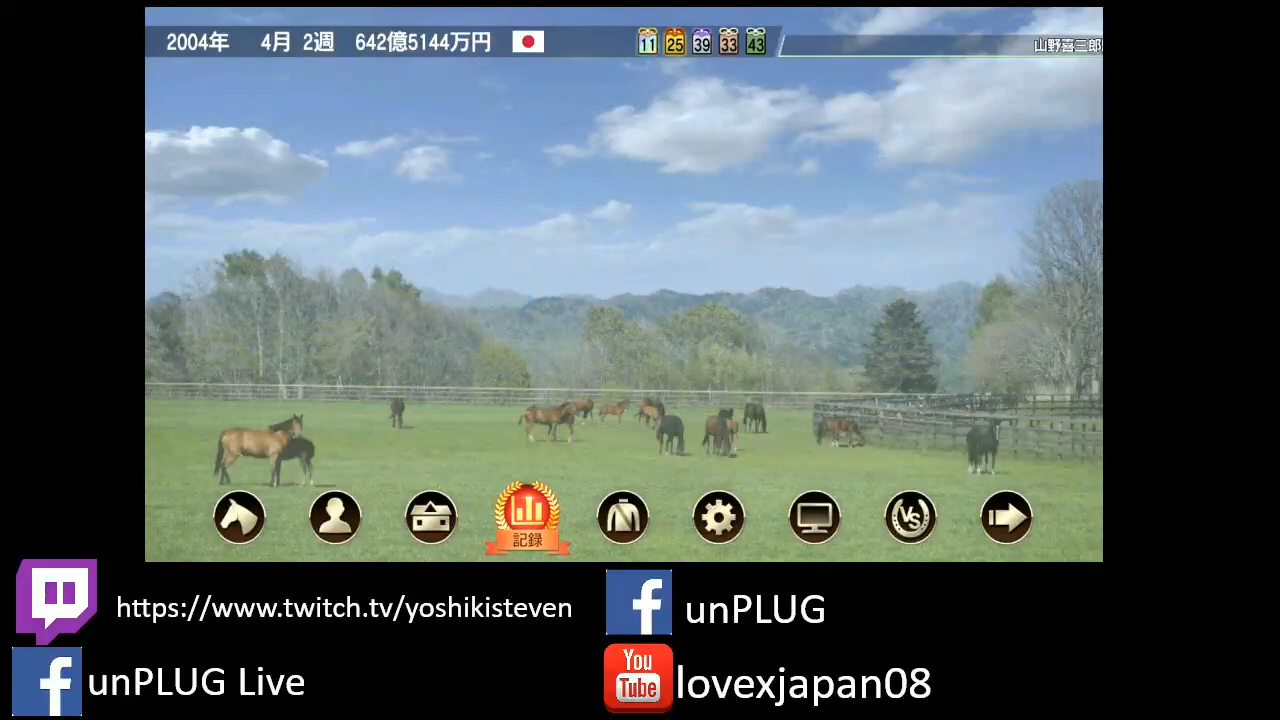 2004年 4月 2週 642億5144万円
11 25 39 33 43
山野喜三郎
記録
VS
https://www.twitch.tv/yoshikisteven
unPLUG
unPLUG Live
You Tube
lovexjapan08